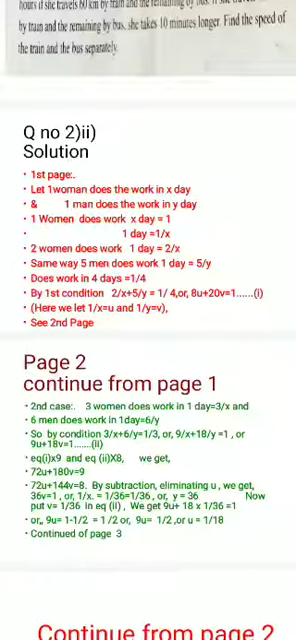 hours if she travels 60 km by train and the remaining by bus. If she
by train and the remaining by bus, she takes 10 minutes longer. Find the speed of
the train and the bus separately.
Q no 2)ii)
Solution
• 1st page:.
• Let 1woman does the work in x day
• & 1 man does the work in y day
• 1 Women does work x day = 1
• 1 day =1/x
• 2 women does work 1 day = 2/x
• Same way 5 men does work 1 day = 5/y
• Does work in 4 days =1/4
• By 1st condition 2/x+5/y = 1/ 4,or, 8u+20v=1......(i)
• (Here we let 1/x=u and 1/y=v),
• See 2nd Page
Page 2
continue from page 1
• 2nd case:. 3 women does work in 1 day=3/x and
• 6 men does work in 1day=6/y
• So by condition 3/x+6/y=1/3, or, 9/x+18/y =1 , or
9u+18v=1.......(ii)
• eq(i)x9 and eq (ii)X8, we get,
• 72u+180v=9
• 72u+144v=8. By subtraction, eliminating u , we get,
36v=1 , or, 1/x. = 1/36=1/36 , or, y = 36 Now
put v= 1/36 in eq (ii) , We get 9u+ 18 x 1/36 =1
• or,, 9u= 1-1/2 = 1 /2 or, 9u= 1/2 ,or u = 1/18
• Continued of page 3
Continue from page 2